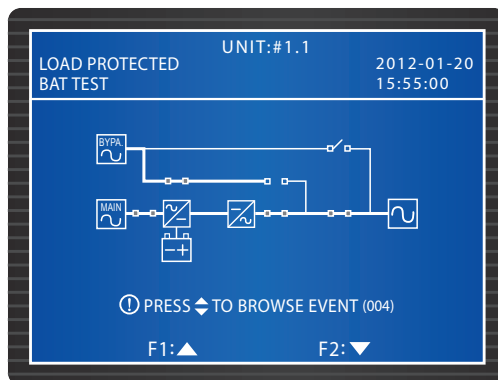 UNIT:#1.1
LOAD PROTECTED
2012-01-20
BAT TEST
15:55:00
BYPA.
MAIN
PRESS TO BROWSE EVENT (004)
F1:
F2: